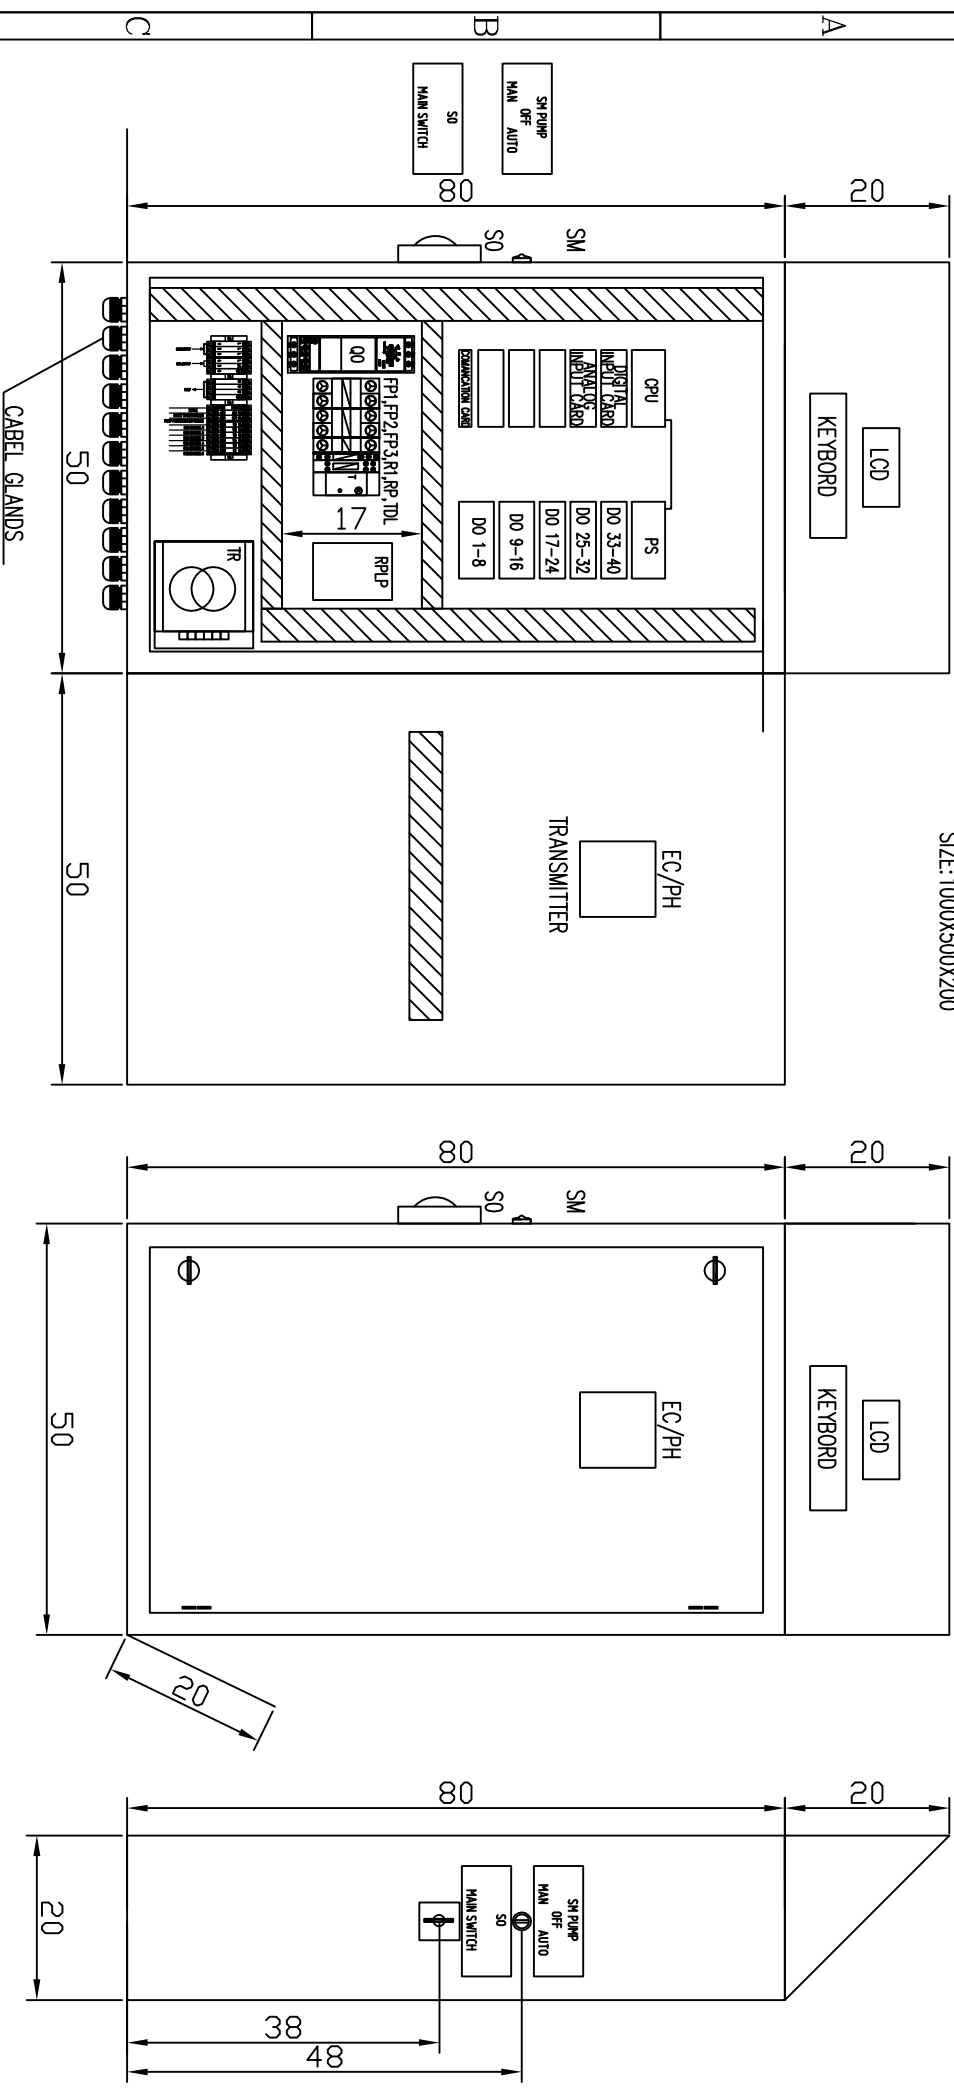 A
B
C
SIZE: 1000X500X200
SM PUMP
OFF
MAN AUTO
SO
MAIN SWITCH
20
80
SM
SO
LCD
KEYBORD
CPU
PS
DIGITAL
INPUT CARD
DO 33-40
ANALOG
INPUT CARD
DO 25-32
DO 17-24
DO 9-16
COMUNICATION CARD
DO 1-8
FP1,FP2,FP3,R1,RP,TDL
QO
T
17
RPLP
TR
50
CABEL GLANDS
EC/PH
TRANSMITTER
50
20
80
SM
SO
LCD
KEYBORD
EC/PH
50
20
20
80
SM PUMP
OFF
MAN AUTO
SO
MAIN SWITCH
20
38
48